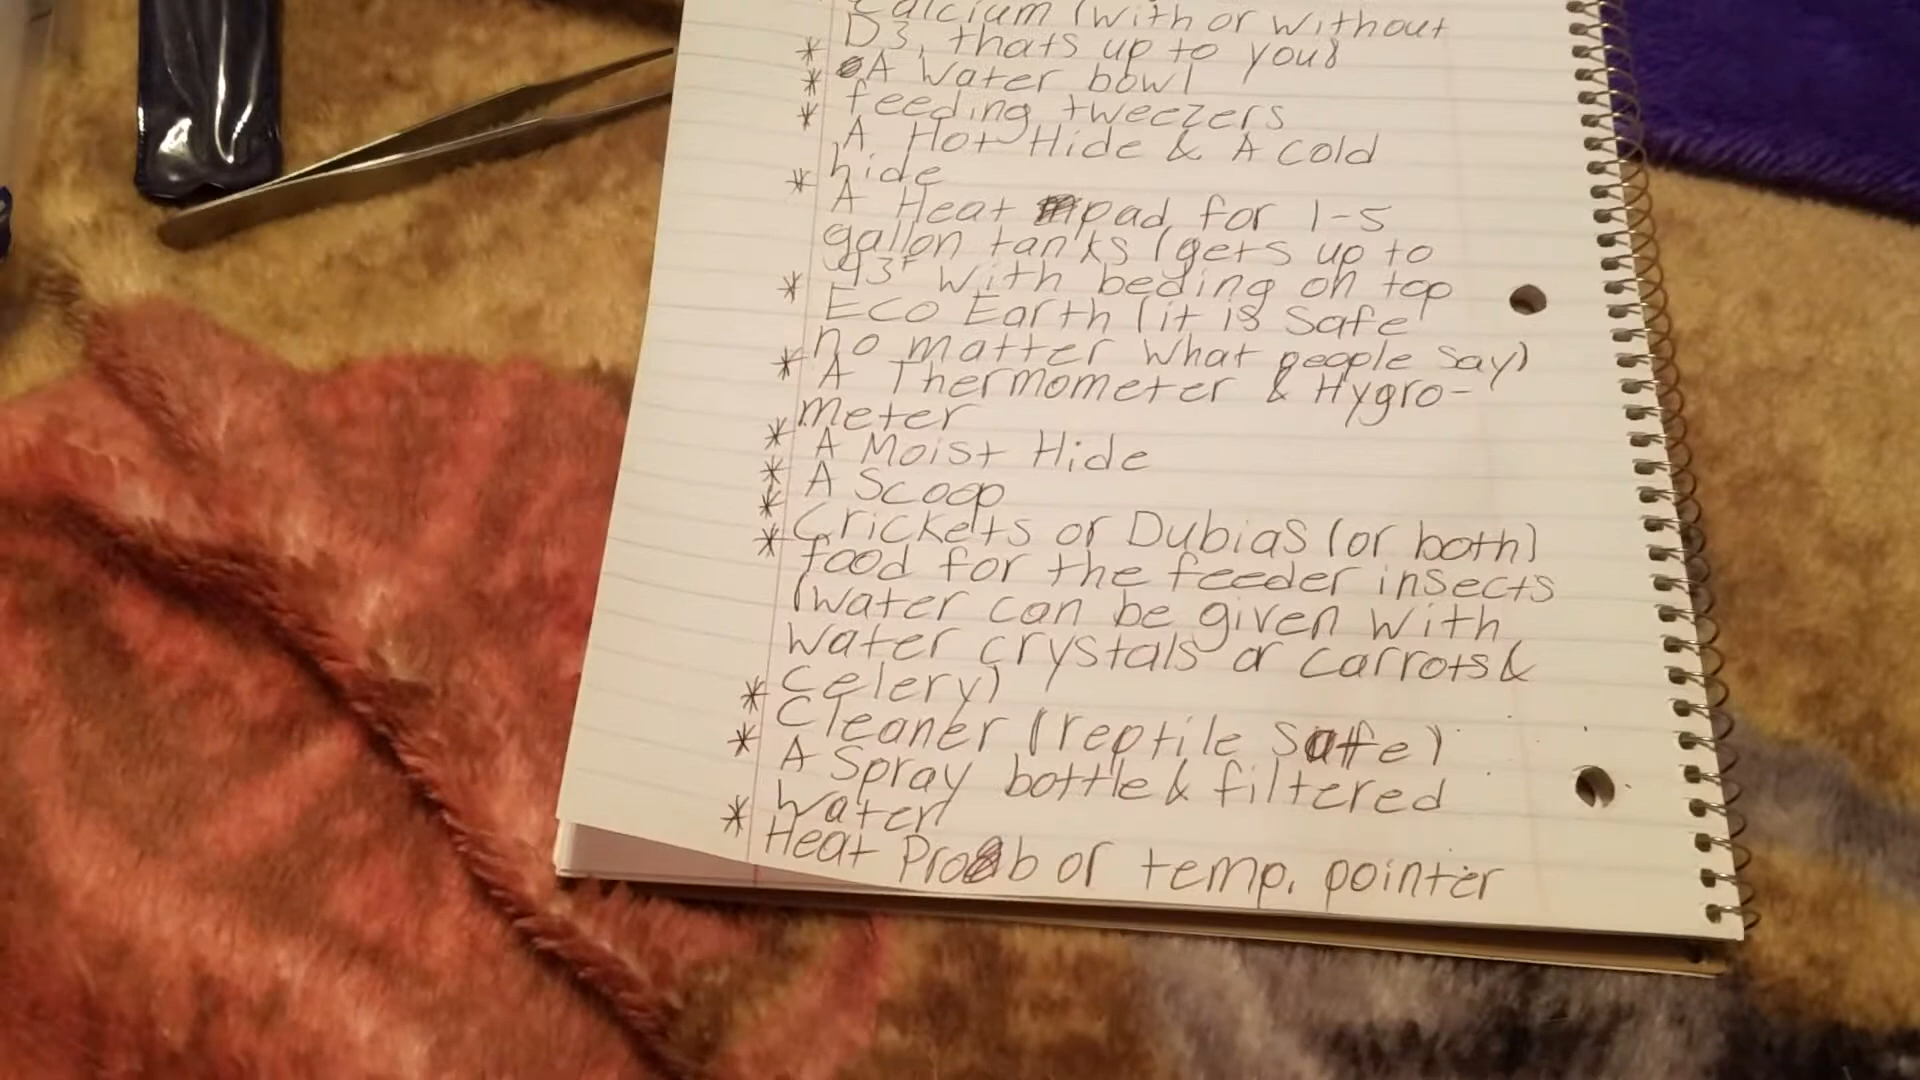 Calcium (with or without
D3, thats up to you)
* A Water bowl
* feeding tweezers
* A Hot Hide & A cold
hide
* A Heat pad for 1-5
gallon tanks (gets up to
93° with beding on top
* Eco Earth (it is safe
no matter what people say)
* A Thermometer & Hygro-
meter
* A Moist Hide
* A Scoop
* Crickets or Dubias (or both)
* food for the feeder insects
(water can be given with
water crystals or carrots &
celery)
* Cleaner (reptile safe)
* A Spray bottle & filtered
water
* Heat Prob or temp. pointer